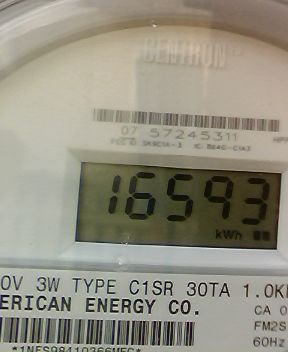 CENTRON
07 57245311
16593
kWh
0V 3W TYPE C1SR 30TA 1.0K
ERICAN ENERGY CO.
CA 0
FM2S
60Hz